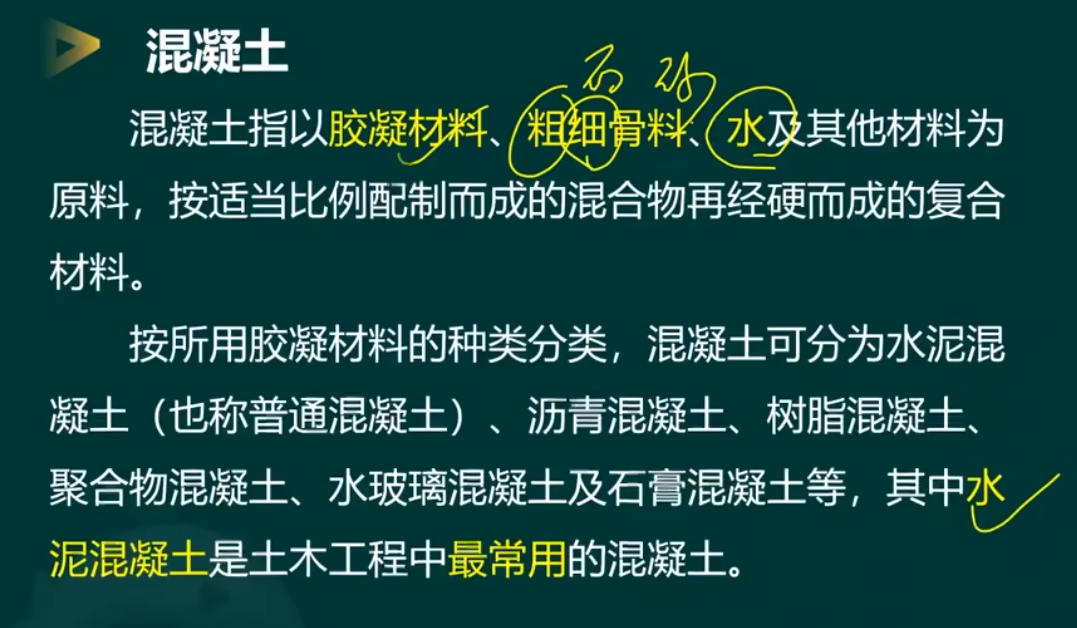 混凝土
石 砂
混凝土指以胶凝材料、粗细骨料、水及其他材料为
原料，按适当比例配制而成的混合物再经硬而成的复合
材料。
按所用胶凝材料的种类分类，混凝土可分为水泥混
凝土（也称普通混凝土）、沥青混凝土、树脂混凝土、
聚合物混凝土、水玻璃混凝土及石膏混凝土等，其中水
泥混凝土是土木工程中最常用的混凝土。